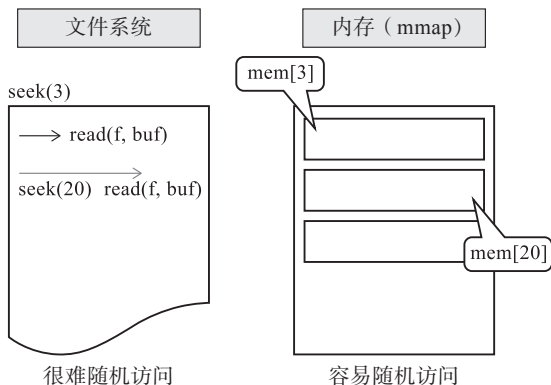 文件系统
内存（mmap）
mem[3]
seek(3)
read(f, buf)
seek(20) read(f, buf)
mem[20]
很难随机访问
容易随机访问